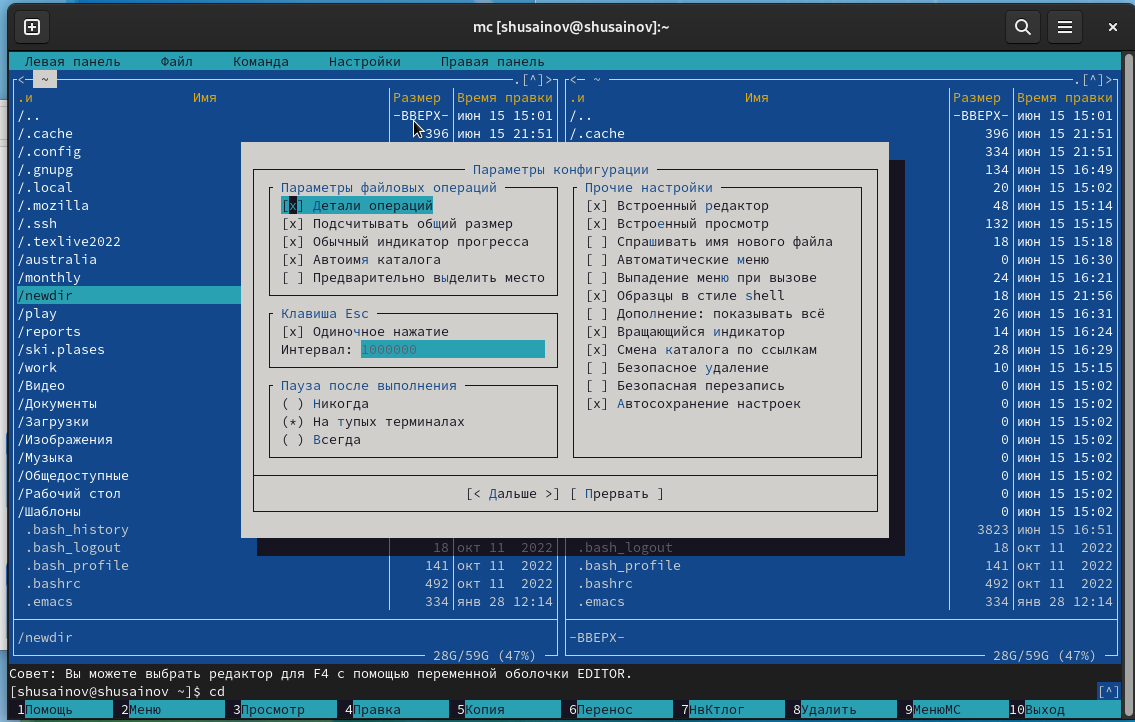 mc [shusainov@shusainov]:~
Левая панель Файл Команда Настройки Правая панель
<─ ~ .[^]> <─ ~ .[^]>
.и Имя Размер Время правки .и Имя Размер Время правки
/.. -ВВЕРХ- июн 15 15:01 /.. -ВВЕРХ- июн 15 15:01
/.cache 396 июн 15 21:51 /.cache 396 июн 15 21:51
/.config 334 июн 15 21:51
/.gnupg 134 июн 15 16:49
/.local 20 июн 15 15:02
/.mozilla 48 июн 15 15:14
/.ssh 132 июн 15 15:15
/.texlive2022 18 июн 15 15:18
/australia 0 июн 15 16:30
/monthly 24 июн 15 16:21
/newdir 18 июн 15 21:56
/play 26 июн 15 16:31
/reports 14 июн 15 16:24
/ski.plases 28 июн 15 16:29
/work 10 июн 15 15:15
/Видео 0 июн 15 15:02
/Документы 0 июн 15 15:02
/Загрузки 0 июн 15 15:02
/Изображения 0 июн 15 15:02
/Музыка 0 июн 15 15:02
/Общедоступные 0 июн 15 15:02
/Рабочий стол 0 июн 15 15:02
/Шаблоны 0 июн 15 15:02
.bash_history 3823 июн 15 16:51
.bash_logout 18 окт 11 2022 .bash_logout 18 окт 11 2022
.bash_profile 141 окт 11 2022 .bash_profile 141 окт 11 2022
.bashrc 492 окт 11 2022 .bashrc 492 окт 11 2022
.emacs 334 янв 28 12:14 .emacs 334 янв 28 12:14
/newdir -ВВЕРХ-
28G/59G (47%) 28G/59G (47%)
Параметры конфигурации
Параметры файловых операций
[x] Детали операций
[x] Подсчитывать общий размер
[x] Обычный индикатор прогресса
[x] Автоимя каталога
[ ] Предварительно выделить место
Клавиша Esc
[x] Одиночное нажатие
Интервал: 1000000
Пауза после выполнения
( ) Никогда
(*) На тупых терминалах
( ) Всегда
Прочие настройки
[x] Встроенный редактор
[x] Встроенный просмотр
[ ] Спрашивать имя нового файла
[ ] Автоматические меню
[ ] Выпадение меню при вызове
[x] Образцы в стиле shell
[ ] Дополнение: показывать всё
[x] Вращающийся индикатор
[x] Смена каталога по ссылкам
[ ] Безопасное удаление
[ ] Безопасная перезапись
[x] Автосохранение настроек
[< Дальше >] [ Прервать ]
Совет: Вы можете выбрать редактор для F4 с помощью переменной оболочки EDITOR.
[shusainov@shusainov ~]$ cd [^]
1Помощь 2Меню 3Просмотр 4Правка 5Копия 6Перенос 7НвКтлог 8Удалить 9МенюMC 10Выход